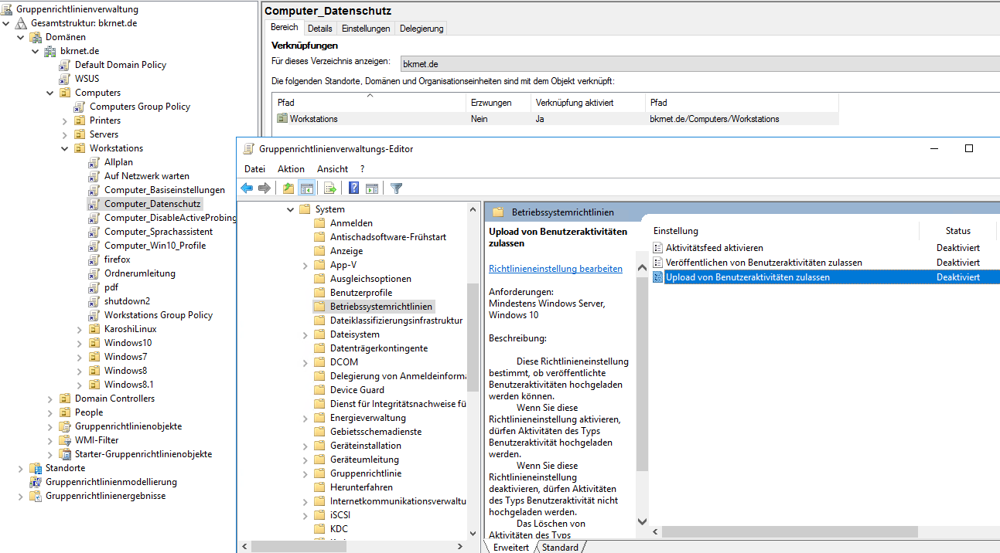 Gruppenrichtlinienverwaltung
Gesamtstruktur: bkrnet.de
Domänen
bkrnet.de
Default Domain Policy
WSUS
Computers
Computers Group Policy
Printers
Servers
Workstations
Allplan
Auf Netzwerk warten
Computer_Basiseinstellungen
Computer_Datenschutz
Computer_DisableActiveProbing
Computer_Sprachassistent
Computer_Win10_Profile
firefox
Ordnerumleitung
pdf
shutdown2
Workstations Group Policy
KaroshiLinux
Windows10
Windows7
Windows8
Windows8.1
Domain Controllers
People
Gruppenrichtlinienobjekte
WMI-Filter
Starter-Gruppenrichtlinienobjekte
Standorte
Gruppenrichtlinienmodellierung
Gruppenrichtlinienergebnisse
Computer_Datenschutz
Bereich Details Einstellungen Delegierung
Verknüpfungen
Für dieses Verzeichnis anzeigen: bkrnet.de
Die folgenden Standorte, Domänen und Organisationseinheiten sind mit dem Objekt verknüpft:
Pfad Erzwungen Verknüpfung aktiviert Pfad
Workstations Nein Ja bkrnet.de/Computers/Workstations
Gruppenrichtlinienverwaltungs-Editor
Datei Aktion Ansicht ?
System
Anmelden
Antischadsoftware-Frühstart
Anzeige
App-V
Ausgleichsoptionen
Benutzerprofile
Betriebssystemrichtlinien
Dateiklassifizierungsinfrastruktur
Dateisystem
Datenträgerkontingente
DCOM
Delegierung von Anmeldeinforma
Device Guard
Dienst für Integritätsnachweise fü
Energieverwaltung
Gebietsschemadienste
Geräteinstallation
Geräteumleitung
Gruppenrichtlinie
Herunterfahren
Internetkommunikationsverwaltu
iSCSI
KDC
Betriebssystemrichtlinien
Upload von Benutzeraktivitäten
zulassen
Richtlinieneinstellung bearbeiten
Anforderungen:
Mindestens Windows Server,
Windows 10
Beschreibung:
Diese Richtlinieneinstellung
bestimmt, ob veröffentlichte
Benutzeraktivitäten hochgeladen
werden können.
Wenn Sie diese
Richtlinieneinstellung aktivieren,
dürfen Aktivitäten des Typs
Benutzeraktivität hochgeladen
werden.
Wenn Sie diese
Richtlinieneinstellung
deaktivieren, dürfen Aktivitäten
des Typs Benutzeraktivität nicht
hochgeladen werden.
Das Löschen von
Aktivitäten des Typs
Einstellung Status
Aktivitätsfeed aktivieren Deaktiviert
Veröffentlichen von Benutzeraktivitäten zulassen Deaktiviert
Upload von Benutzeraktivitäten zulassen Deaktiviert
Erweitert Standard